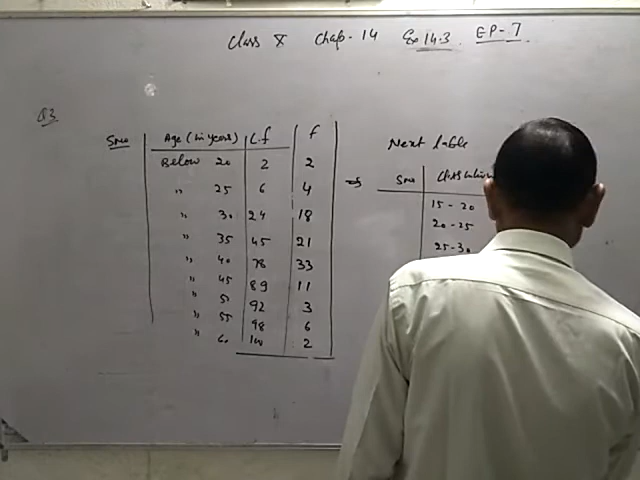 Class X Chap-14 Ex 14.3 EP-7
Q3
Sno Age (in years) Cf f
Below 20 2 2
" 25 6 4
" 30 24 18
" 35 45 21
" 40 78 33
" 45 89 11
" 50 92 3
" 55 98 6
" 60 100 2
⇒ Next table
Sno Class
15 - 20
20 - 25
25 - 30